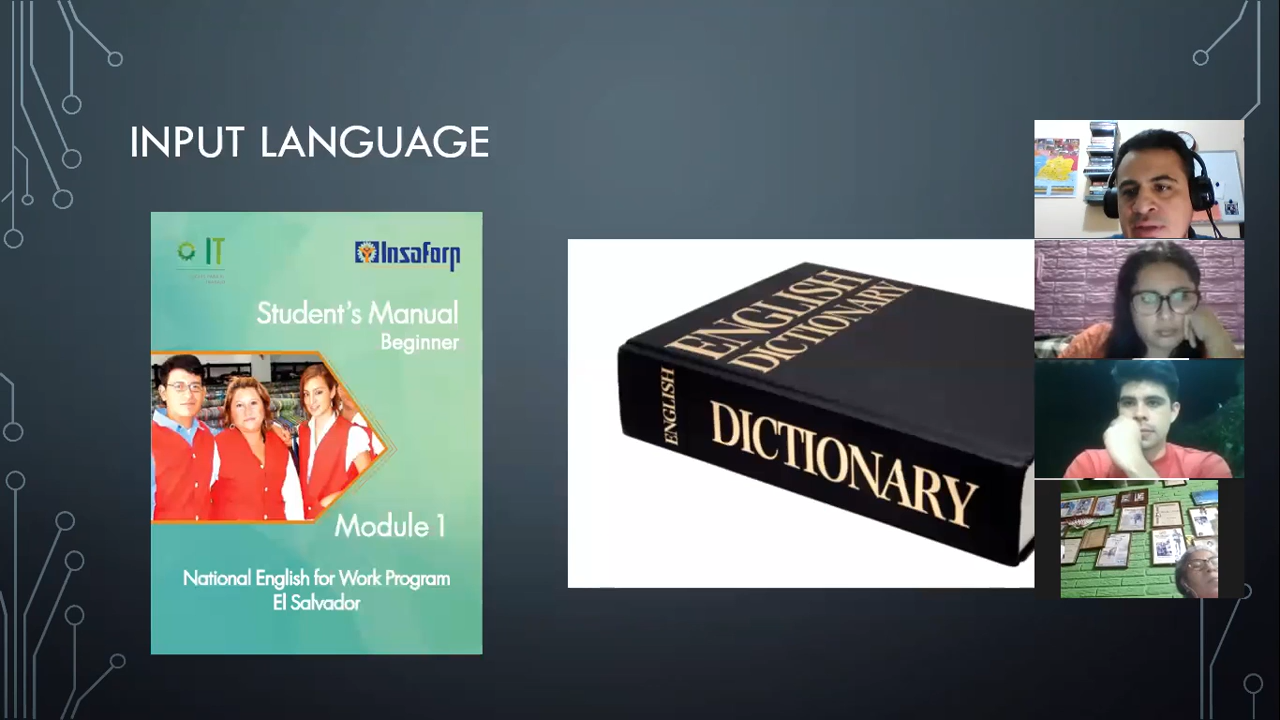 INPUT LANGUAGE
IT
Insaforp
Student's Manual
Beginner
Module 1
National English for Work Program
El Salvador
ENGLISH
DICTIONARY
ENGLISH
DICTIONARY